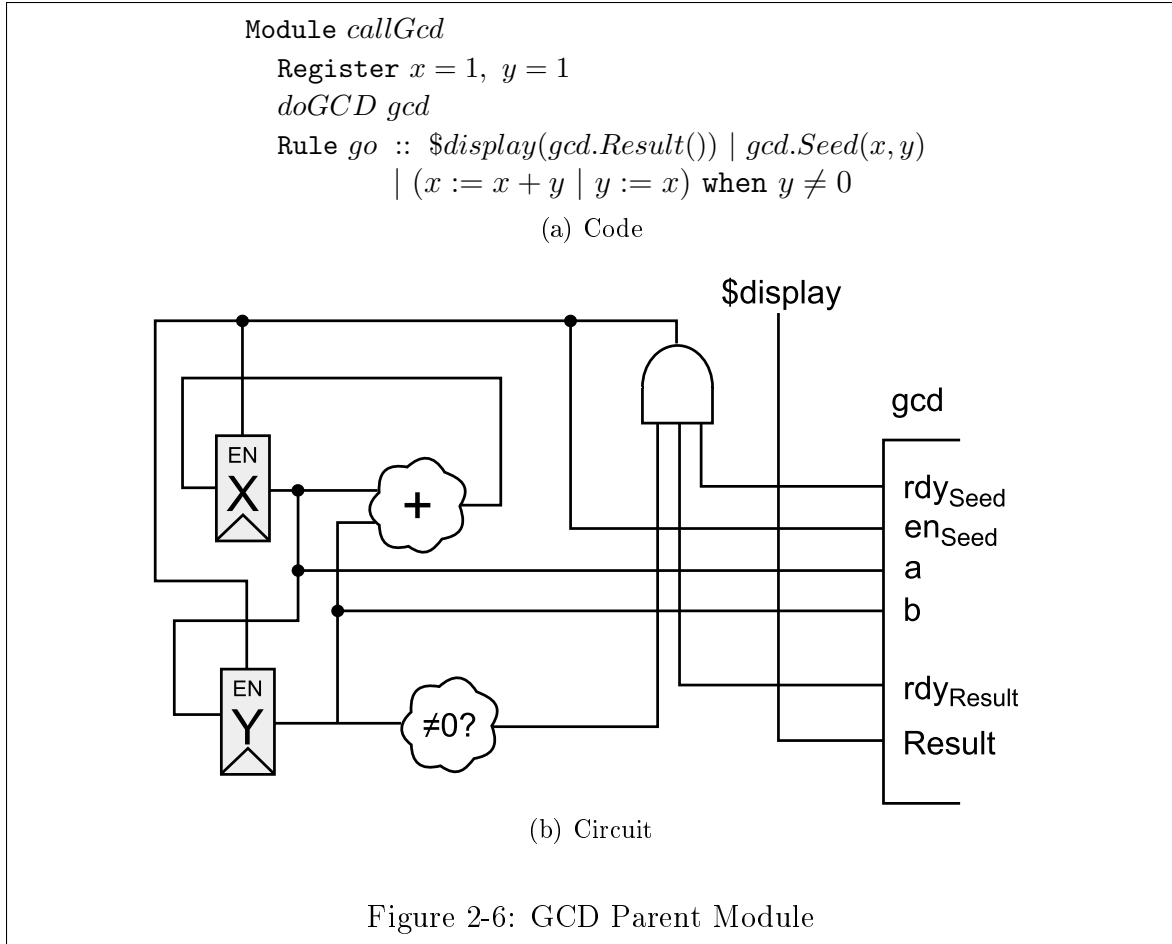 Module callGcd
Register x = 1, y = 1
doGCD gcd
Rule go :: $display(gcd.Result()) | gcd.Seed(x, y)
| (x := x + y | y := x) when y ≠ 0
(a) Code
$display
gcd
EN
X
+
rdySeed
enSeed
a
b
EN
Y
≠0?
rdyResult
Result
(b) Circuit
Figure 2-6: GCD Parent Module